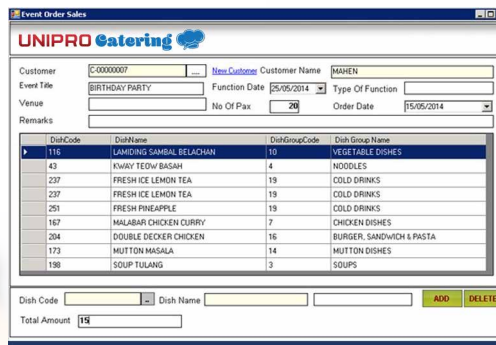 Event Order Sales
UNIPRO Catering
Customer C-00000007 .... New Customer Customer Name MAHEN
Event Title BIRTHDAY PARTY Function Date 25/05/2014 Type Of Function
Venue No Of Pax 20 Order Date 15/05/2014
Remarks
DishCode DishName DishGroupCode Dish Group Name
116 LAMIDING SAMBAL BELACHAN 10 VEGETABLE DISHES
43 KWAY TEOW BASAH 4 NOODLES
237 FRESH ICE LEMON TEA 19 COLD DRINKS
237 FRESH ICE LEMON TEA 19 COLD DRINKS
251 FRESH PINEAPPLE 19 COLD DRINKS
167 MALABAR CHICKEN CURRY 7 CHICKEN DISHES
204 DOUBLE DECKER CHICKEN 16 BURGER, SANDWICH & PASTA
173 MUTTON MASALA 14 MUTTON DISHES
198 SOUP TULANG 3 SOUPS
Dish Code .. Dish Name ADD DELETE
Total Amount 15